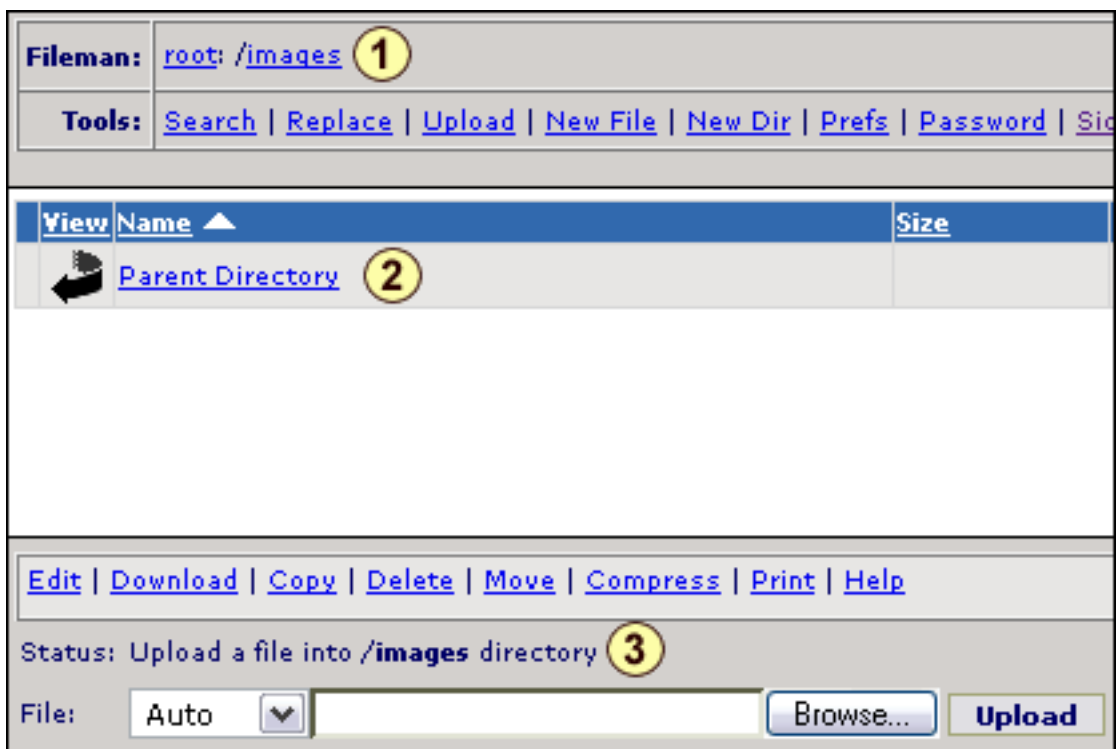 Fileman: root: /images 1
Tools: Search | Replace | Upload | New File | New Dir | Prefs | Password |
View Name Size
Parent Directory 2
Edit | Download | Copy | Delete | Move | Compress | Print | Help
Status: Upload a file into /images directory 3
File: Auto Browse... Upload